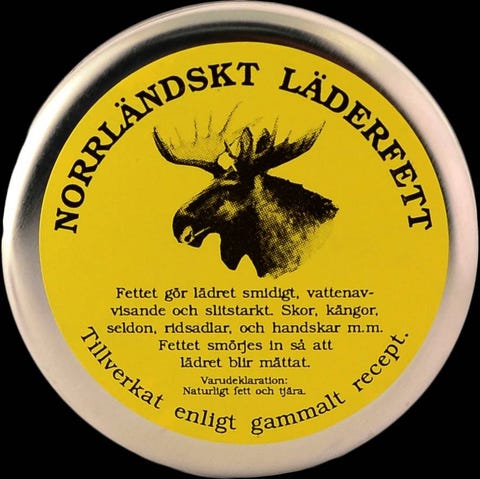 NORRLÄNDSKT LÄDERFETT
Fettet gör lädret smidigt, vattenav-
visande och slitstarkt. Skor, kängor,
seldon, ridsadlar, och handskar m.m.
Fettet smörjes in så att
lädret blir måttat.
Varudeklaration:
Naturligt fett och tjära.
Tillverkat enligt gammalt recept.